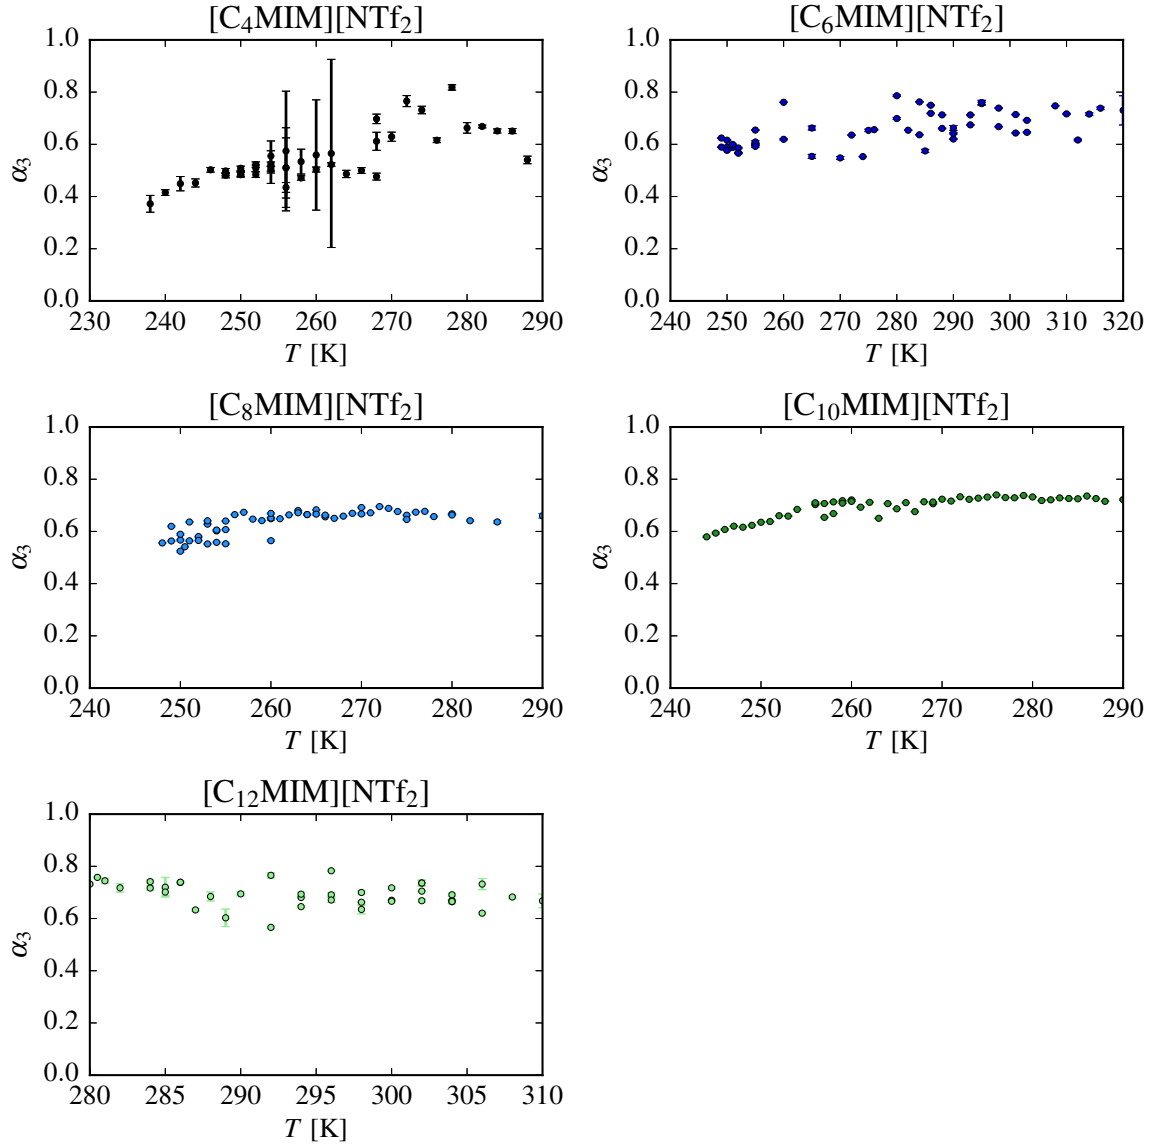 [C₄MIM][NTf₂]
1.0
0.8
0.6
0.4
0.2
0.0
α₃
230 240 250 260 270 280 290
T [K]
[C₆MIM][NTf₂]
1.0
0.8
0.6
0.4
0.2
0.0
α₃
240 250 260 270 280 290 300 310 320
T [K]
[C₈MIM][NTf₂]
1.0
0.8
0.6
0.4
0.2
0.0
α₃
240 250 260 270 280 290
T [K]
[C₁₀MIM][NTf₂]
1.0
0.8
0.6
0.4
0.2
0.0
α₃
240 250 260 270 280 290
T [K]
[C₁₂MIM][NTf₂]
1.0
0.8
0.6
0.4
0.2
0.0
α₃
280 285 290 295 300 305 310
T [K]